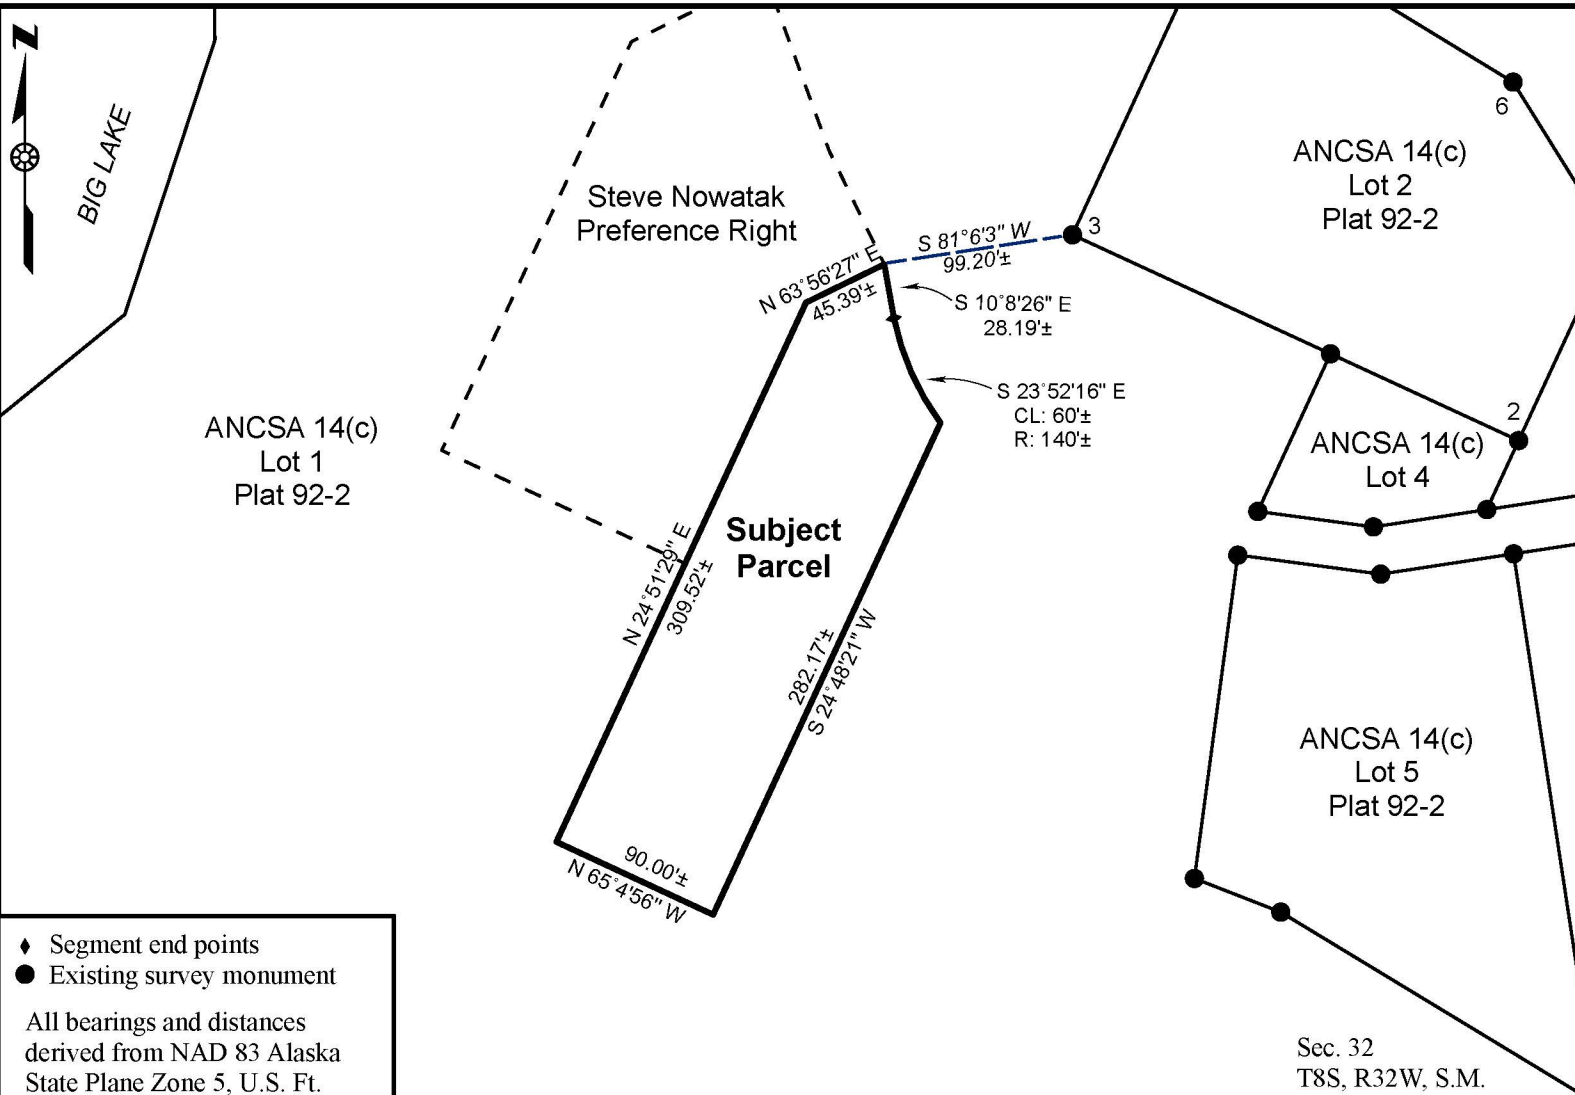 N
BIG LAKE
Steve Nowatak
Preference Right
ANCSA 14(c)
Lot 2
Plat 92-2
6
3
S 81°6'3" W
99.20'±
N 63°56'27" E
45.39'±
S 10°8'26" E
28.19'±
S 23°52'16" E
CL: 60'±
R: 140'±
2
ANCSA 14(c)
Lot 1
Plat 92-2
ANCSA 14(c)
Lot 4
Subject
Parcel
N 24°51'29" E
309.52'±
282.17'±
S 24°48'21" W
ANCSA 14(c)
Lot 5
Plat 92-2
90.00'±
N 65°4'56" W
Segment end points
Existing survey monument
All bearings and distances
derived from NAD 83 Alaska
State Plane Zone 5, U.S. Ft.
Sec. 32
T8S, R32W, S.M.